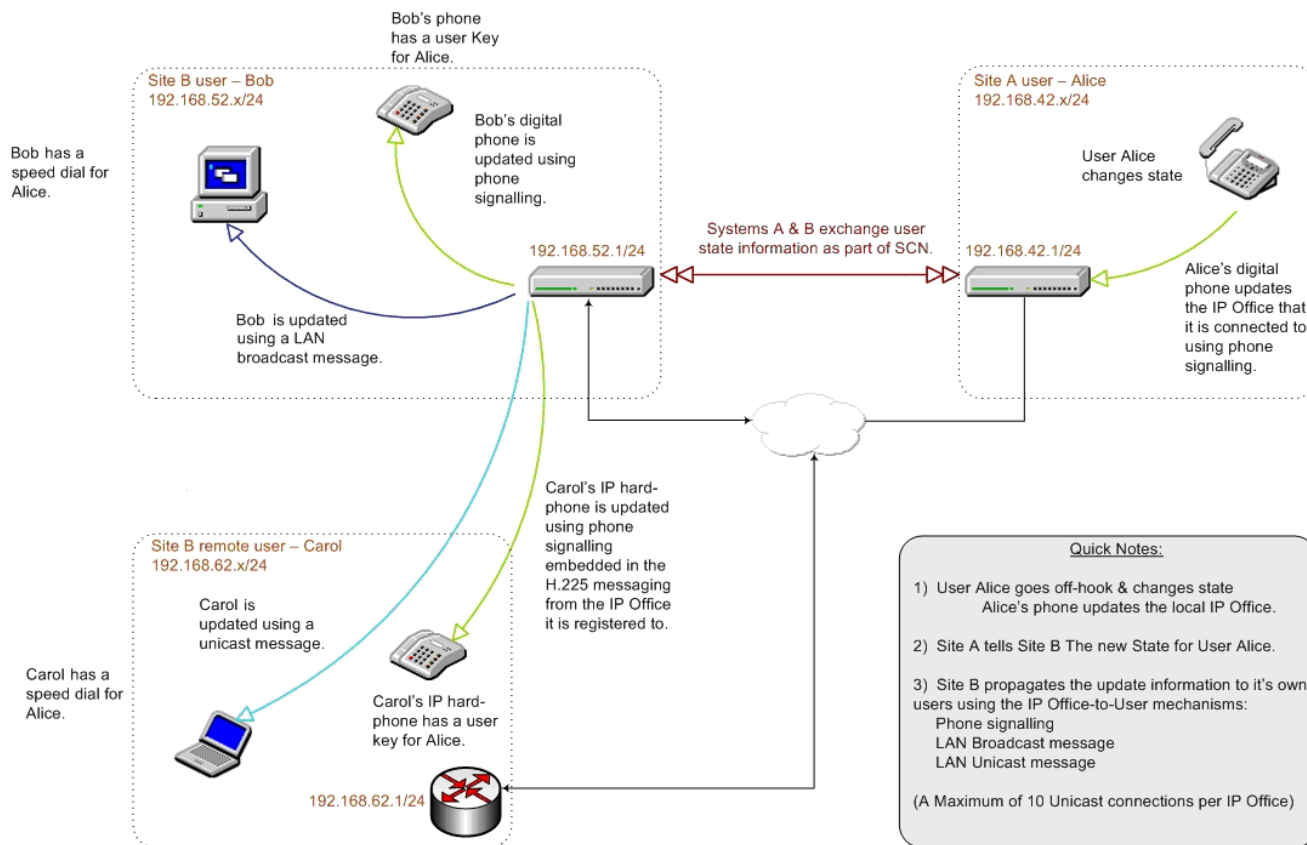 Bob's phone
has a user Key
for Alice.
Site B user – Bob
192.168.52.x/24
Bob has a
speed dial for
Alice.
Bob's digital
phone is
updated using
phone
signalling.
192.168.52.1/24
Bob is updated
using a LAN
broadcast message.
Systems A & B exchange user
state information as part of SCN.
Site A user – Alice
192.168.42.x/24
User Alice
changes state
192.168.42.1/24
Alice's digital
phone updates
the IP Office that
it is connected to
using phone
signalling.
Site B remote user – Carol
192.168.62.x/24
Carol is
updated using a
unicast message.
Carol has a
speed dial for
Alice.
Carol's IP hard-
phone is updated
using phone
signalling
embedded in the
H.225 messaging
from the IP Office
it is registered to.
Carol's IP hard-
phone has a user
key for Alice.
192.168.62.1/24
Quick Notes:
1) User Alice goes off-hook & changes state
Alice's phone updates the local IP Office.
2) Site A tells Site B The new State for User Alice.
3) Site B propagates the update information to it's own
users using the IP Office-to-User mechanisms:
Phone signalling
LAN Broadcast message
LAN Unicast message
(A Maximum of 10 Unicast connections per IP Office)